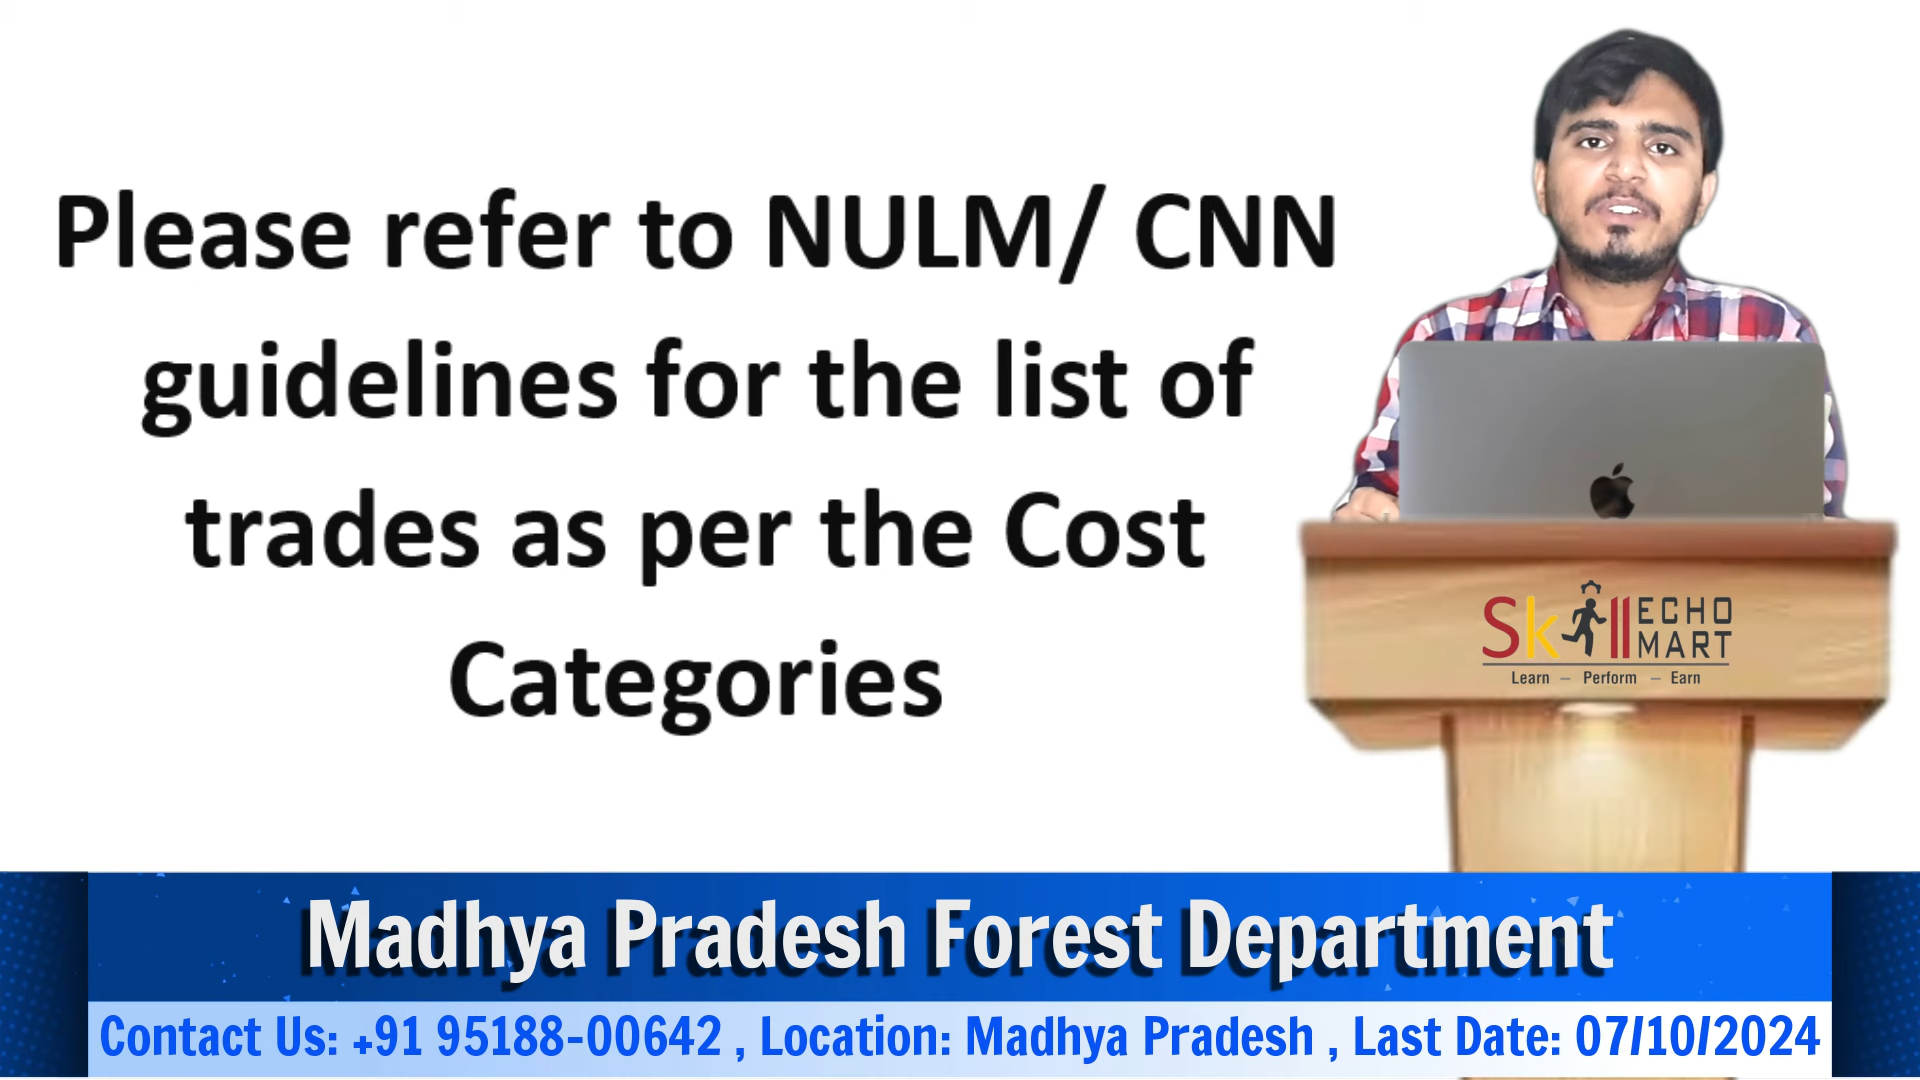 Please refer to NULM/ CNN
guidelines for the list of
trades as per the Cost
Categories
Skill ECHO
MART
Learn – Perform – Earn
Madhya Pradesh Forest Department
Contact Us: +91 95188-00642 , Location: Madhya Pradesh , Last Date: 07/10/2024